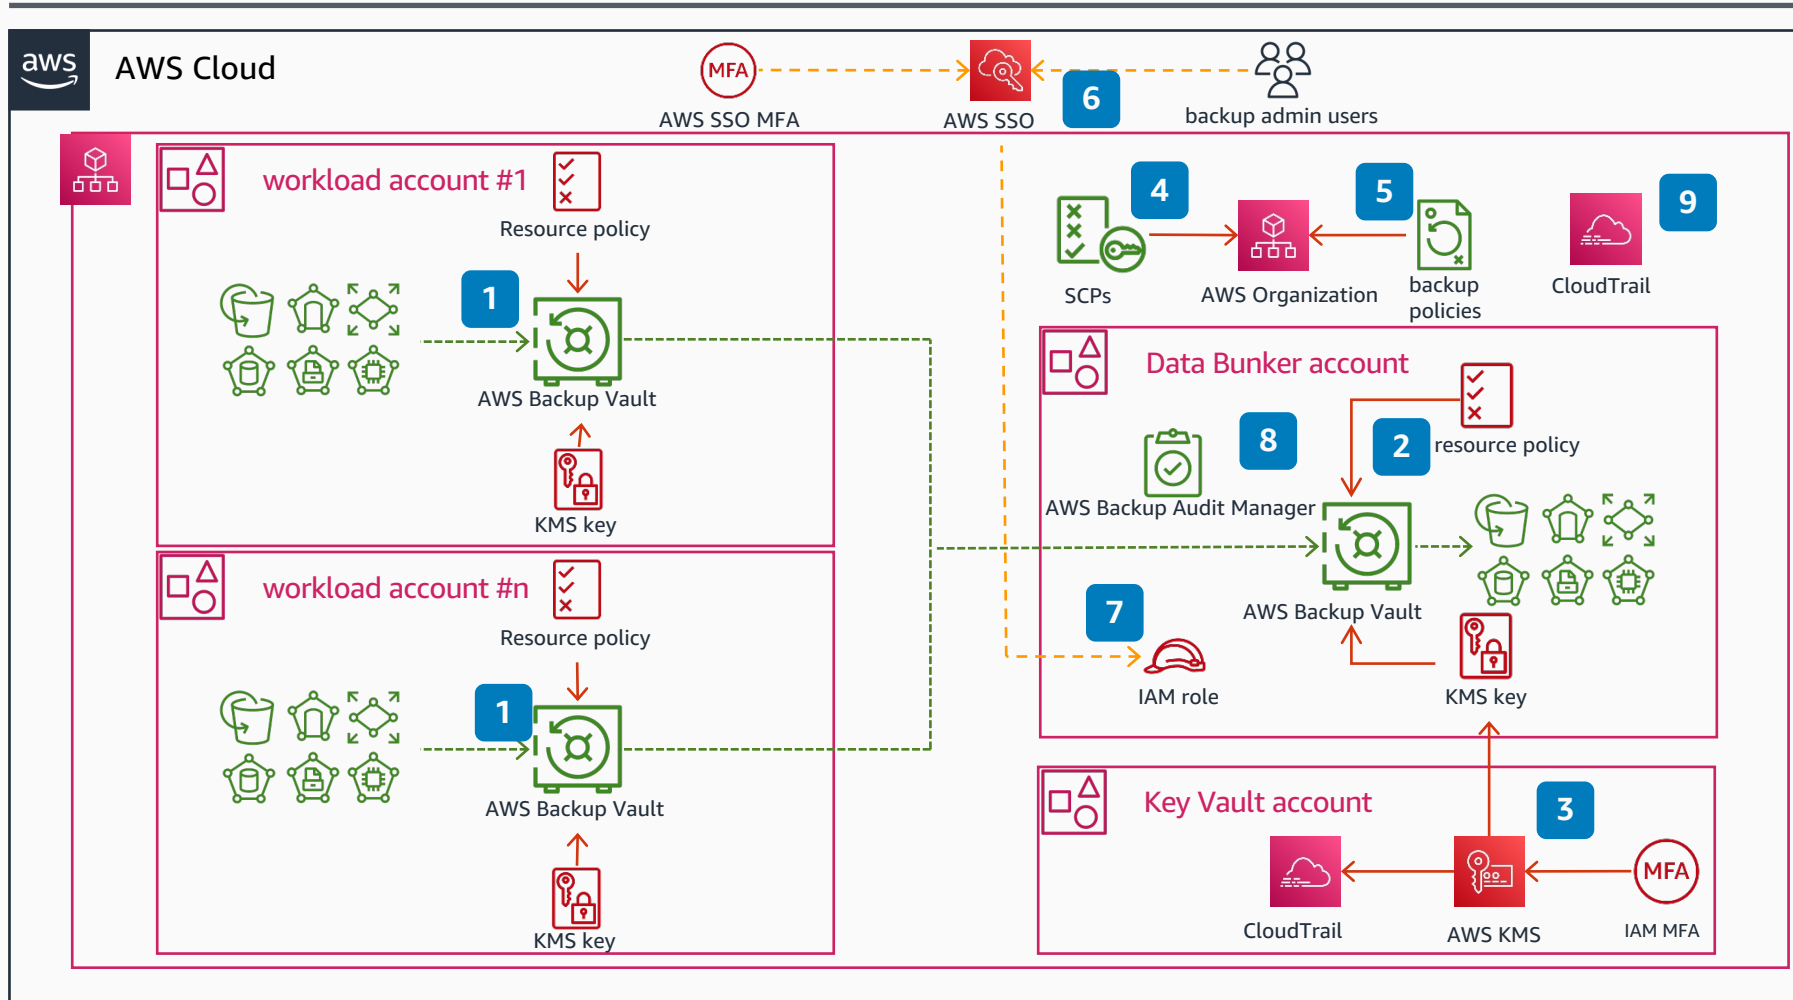 aws
AWS Cloud
MFA
AWS SSO MFA
AWS SSO
6
backup admin users
workload account #1
Resource policy
1
AWS Backup Vault
KMS key
4
5
9
SCPs
AWS Organization
backup
policies
CloudTrail
Data Bunker account
8
2
resource policy
AWS Backup Audit Manager
AWS Backup Vault
7
IAM role
KMS key
workload account #n
Resource policy
1
AWS Backup Vault
KMS key
Key Vault account
3
MFA
CloudTrail
AWS KMS
IAM MFA